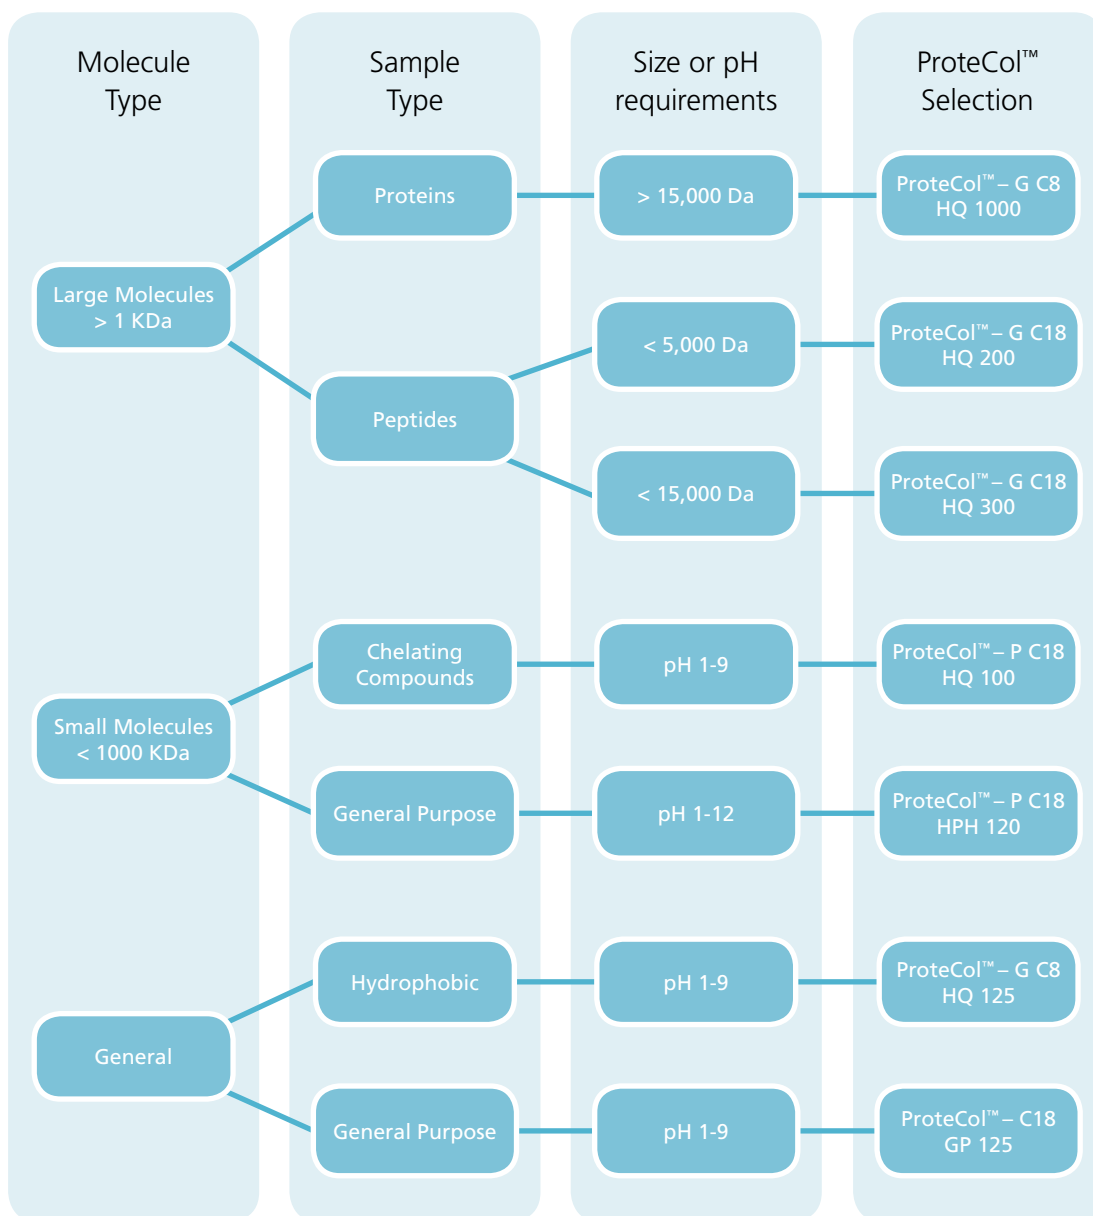 Molecule
Type
Sample
Type
Size or pH
requirements
ProteCol™
Selection
Large Molecules
> 1 KDa
Proteins
> 15,000 Da
ProteCol™ – G C8
HQ 1000
Peptides
< 5,000 Da
ProteCol™ – G C18
HQ 200
< 15,000 Da
ProteCol™ – G C18
HQ 300
Small Molecules
< 1000 KDa
Chelating
Compounds
pH 1-9
ProteCol™ – P C18
HQ 100
General Purpose
pH 1-12
ProteCol™ – P C18
HPH 120
General
Hydrophobic
pH 1-9
ProteCol™ – G C8
HQ 125
General Purpose
pH 1-9
ProteCol™ – C18
GP 125